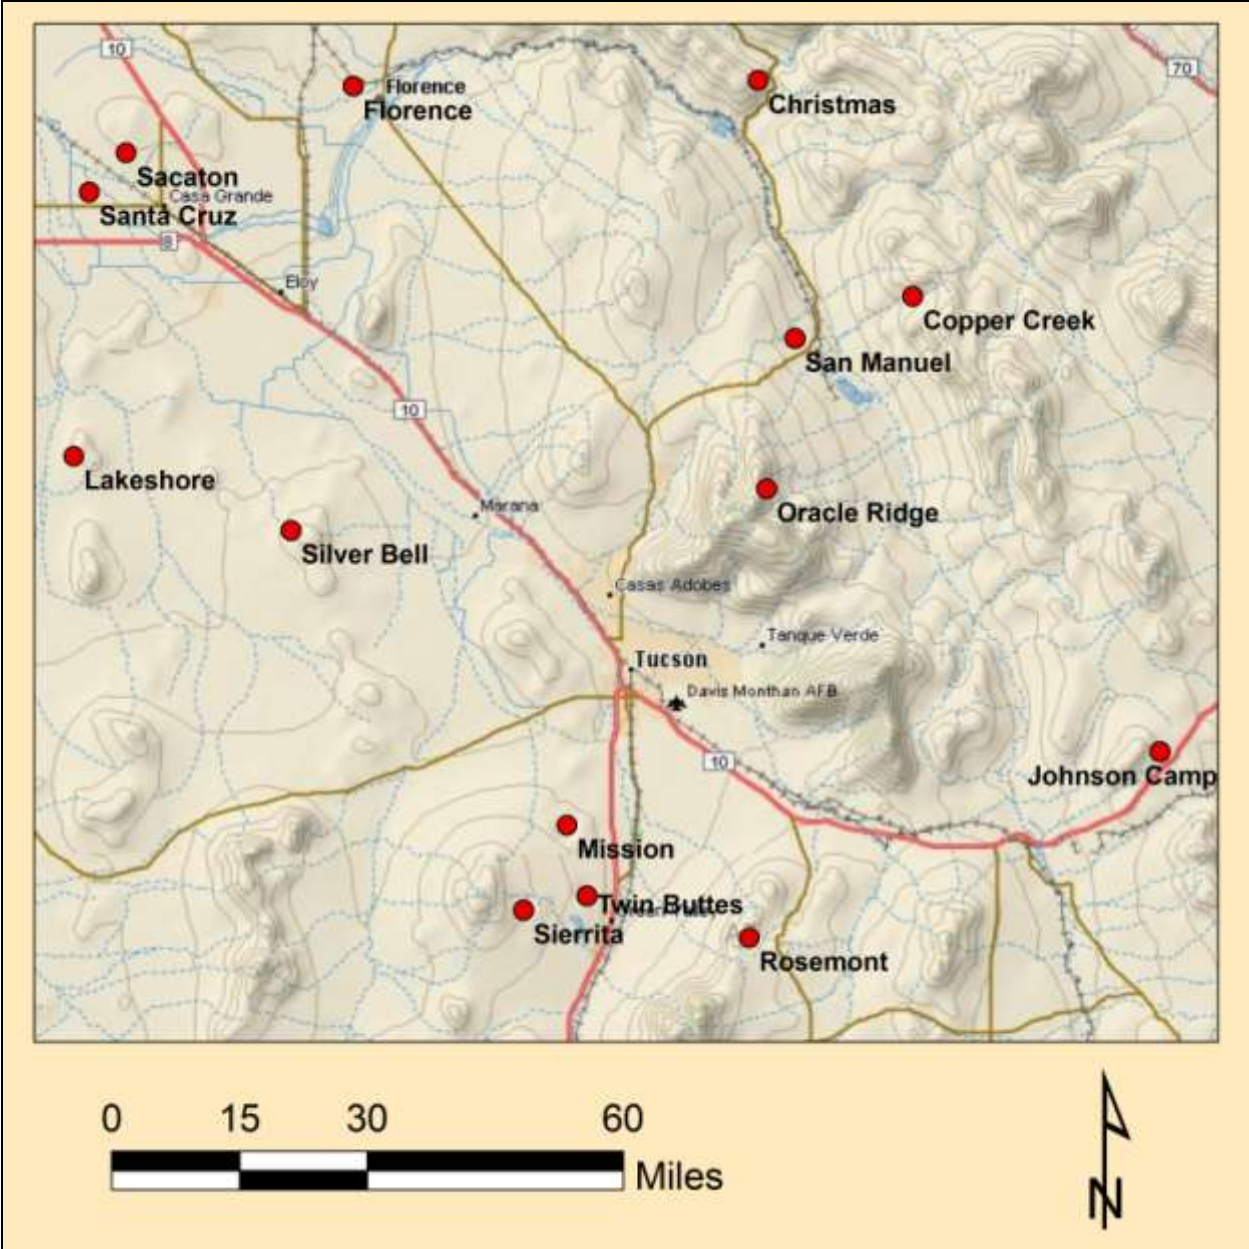 10
70
Florence
Florence
Christmas
Sacaton
Casa Grande
Santa Cruz
8
Eloy
Copper Creek
San Manuel
10
Lakeshore
Marana
Oracle Ridge
Silver Bell
Casas Adobes
Tanque Verde
Tucson
Davis Monthan AFB
10
Johnson Camp
Mission
Twin Buttes
Sierrita
Rosemont
0 15 30 60
Miles
N